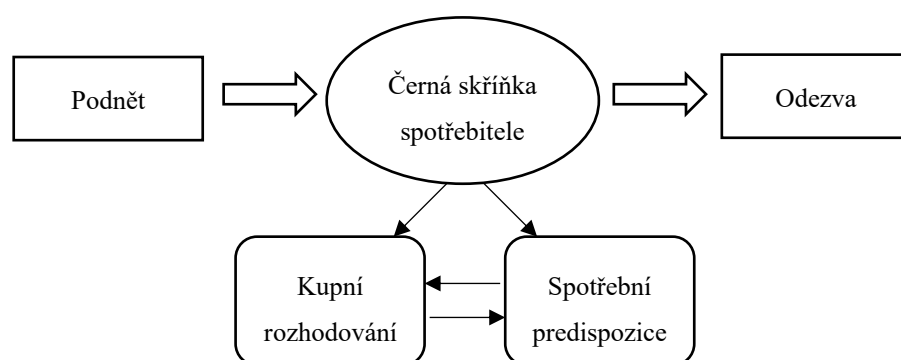 Podnět
Černá skříňka
spotřebitele
Odezva
Kupní
rozhodování
Spotřební
predispozice